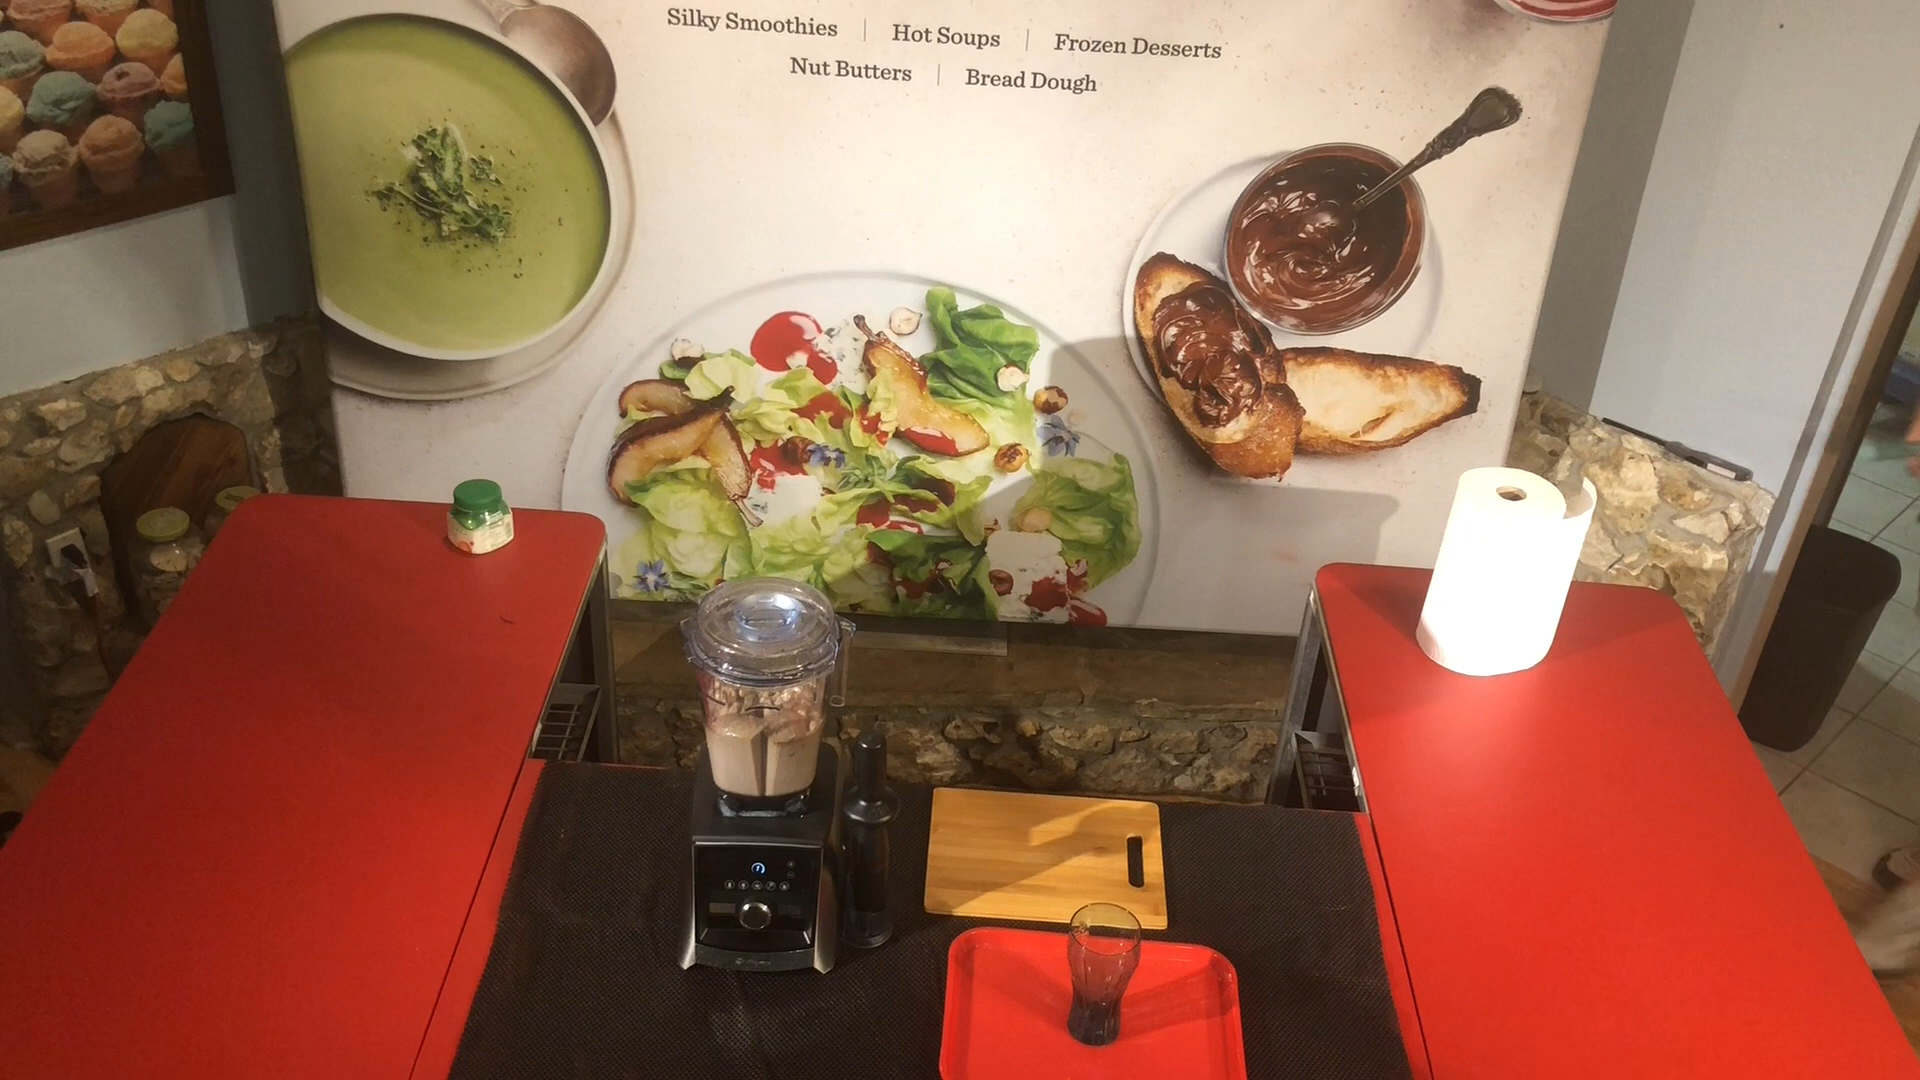 Silky Smoothies | Hot Soups | Frozen Desserts
Nut Butters | Bread Dough